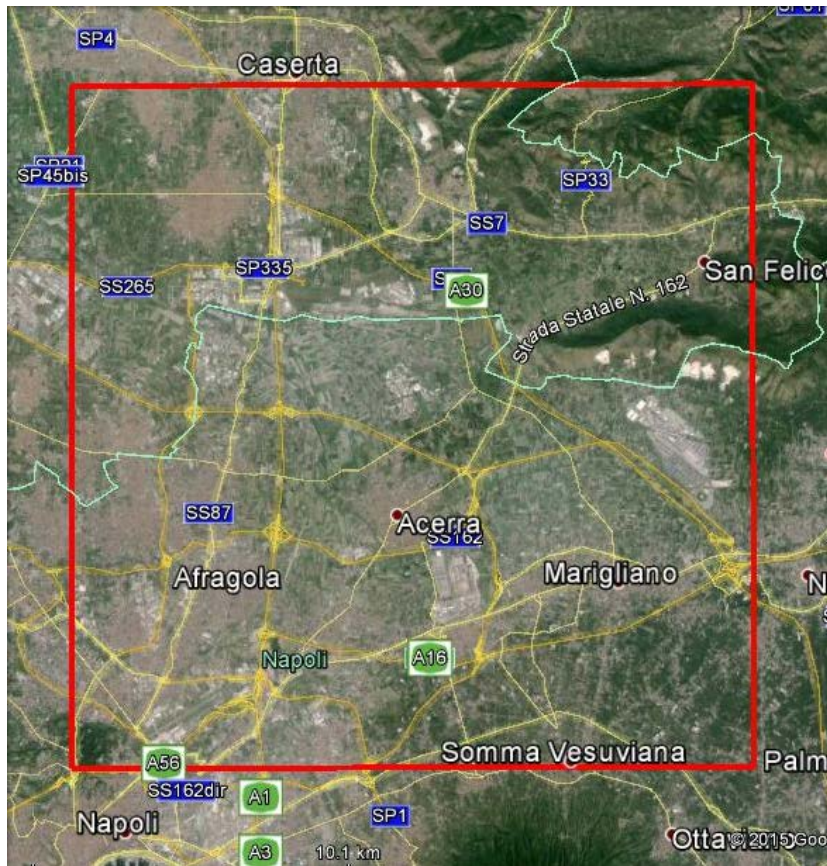 SP4
Caserta
SP45bis
SP33
SS7
San Felic
SP335
SS265
A30
Strada Statale N. 162
SS87
Acerra
SS162
Afragola
Marigliano
N
Napoli
A16
Somma Vesuviana
Palm
A56
SS162dir
A1
SP1
Napoli
A3
10.1 km
© 2015 Goo